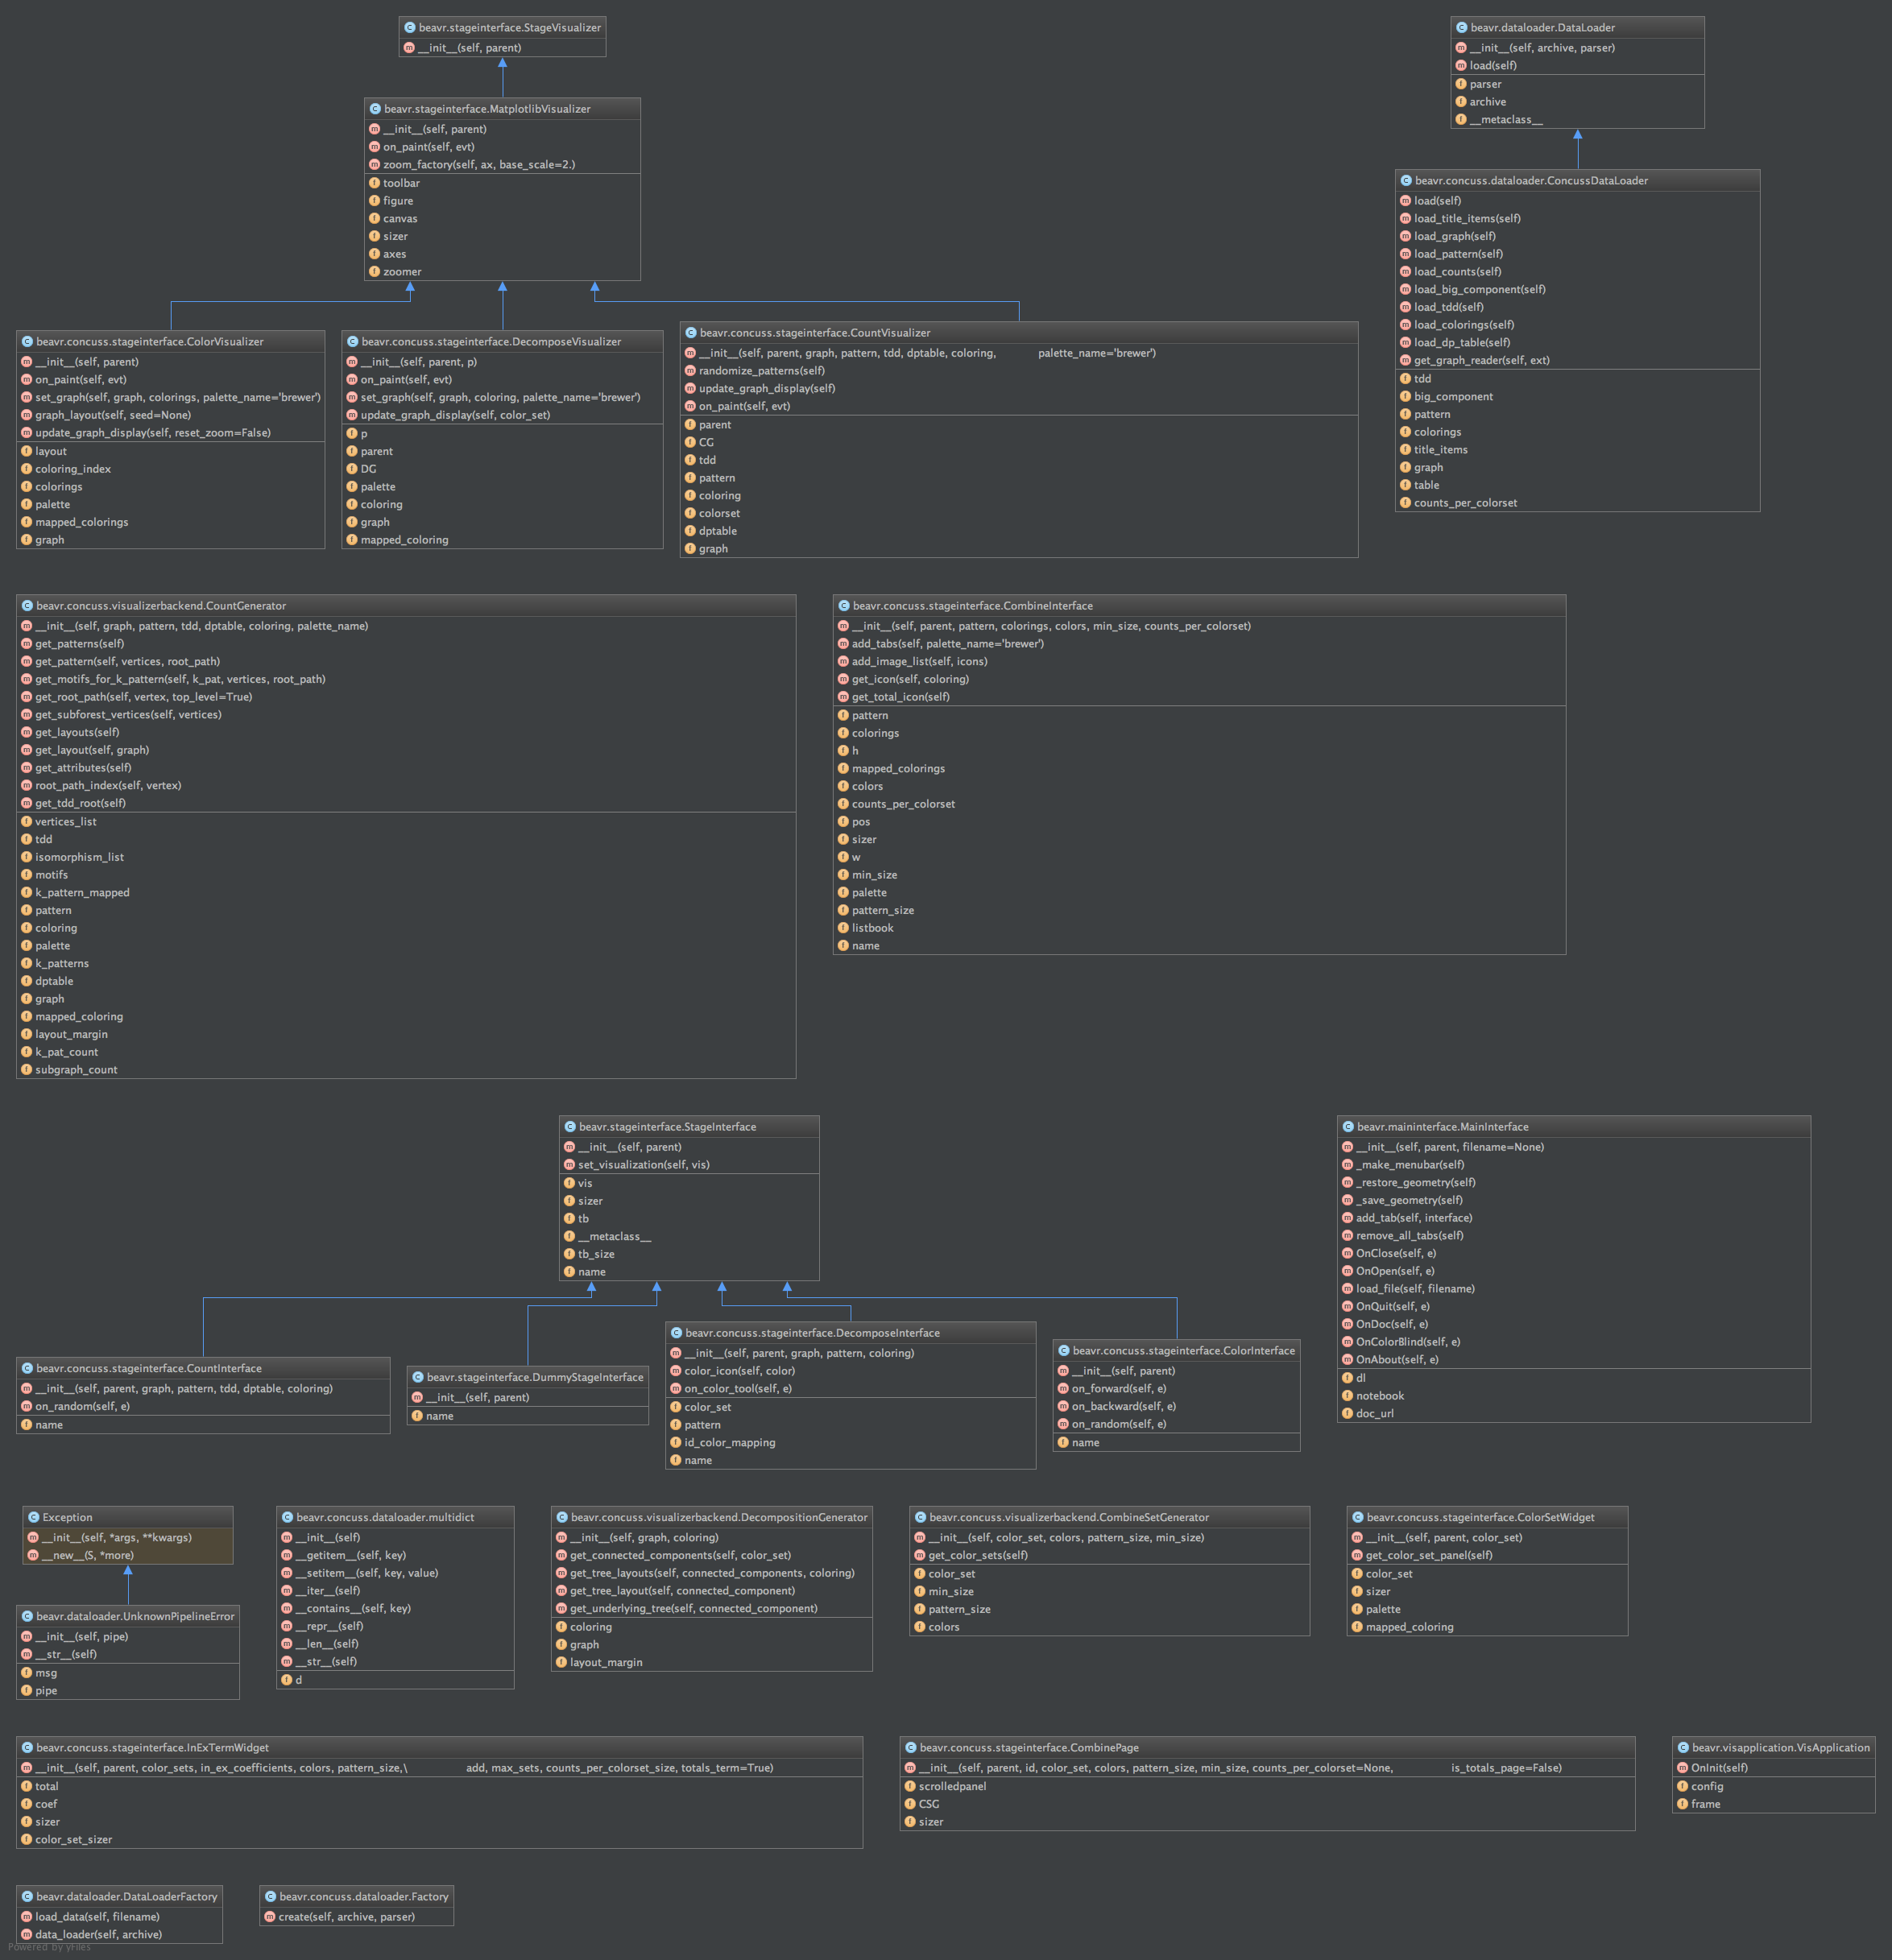 beavr.stageinterface.StageVisualizer
__init__(self, parent)
beavr.dataloader.DataLoader
__init__(self, archive, parser)
load(self)
parser
archive
__metaclass__
beavr.stageinterface.MatplotlibVisualizer
__init__(self, parent)
on_paint(self, evt)
zoom_factory(self, ax, base_scale=2.)
toolbar
figure
canvas
sizer
axes
zoomer
beavr.concuss.dataloader.ConcussDataLoader
load(self)
load_title_items(self)
load_graph(self)
load_pattern(self)
load_counts(self)
load_big_component(self)
load_tdd(self)
load_colorings(self)
load_dp_table(self)
get_graph_reader(self, ext)
tdd
big_component
pattern
colorings
title_items
graph
table
counts_per_colorset
beavr.concuss.stageinterface.ColorVisualizer
__init__(self, parent)
on_paint(self, evt)
set_graph(self, graph, colorings, palette_name='brewer')
graph_layout(self, seed=None)
update_graph_display(self, reset_zoom=False)
layout
coloring_index
colorings
palette
mapped_colorings
graph
beavr.concuss.stageinterface.DecomposeVisualizer
__init__(self, parent, p)
on_paint(self, evt)
set_graph(self, graph, coloring, palette_name='brewer')
update_graph_display(self, color_set)
p
parent
DG
palette
coloring
graph
mapped_coloring
beavr.concuss.stageinterface.CountVisualizer
__init__(self, parent, graph, pattern, tdd, dptable, coloring, palette_name='brewer')
randomize_patterns(self)
update_graph_display(self)
on_paint(self, evt)
parent
CG
tdd
pattern
coloring
colorset
dptable
graph
beavr.concuss.visualizerbackend.CountGenerator
__init__(self, graph, pattern, tdd, dptable, coloring, palette_name)
get_patterns(self)
get_pattern(self, vertices, root_path)
get_motifs_for_k_pattern(self, k_pat, vertices, root_path)
get_root_path(self, vertex, top_level=True)
get_subforest_vertices(self, vertices)
get_layouts(self)
get_layout(self, graph)
get_attributes(self)
root_path_index(self, vertex)
get_tdd_root(self)
vertices_list
tdd
isomorphism_list
motifs
k_pattern_mapped
pattern
coloring
palette
k_patterns
dptable
graph
mapped_coloring
layout_margin
k_pat_count
subgraph_count
beavr.concuss.stageinterface.CombineInterface
__init__(self, parent, pattern, colorings, colors, min_size, counts_per_colorset)
add_tabs(self, palette_name='brewer')
add_image_list(self, icons)
get_icon(self, coloring)
get_total_icon(self)
pattern
colorings
h
mapped_colorings
colors
counts_per_colorset
pos
sizer
w
min_size
palette
pattern_size
listbook
name
beavr.stageinterface.StageInterface
__init__(self, parent)
set_visualization(self, vis)
vis
sizer
tb
__metaclass__
tb_size
name
beavr.maininterface.MainInterface
__init__(self, parent, filename=None)
_make_menubar(self)
_restore_geometry(self)
_save_geometry(self)
add_tab(self, interface)
remove_all_tabs(self)
OnClose(self, e)
OnOpen(self, e)
load_file(self, filename)
OnQuit(self, e)
OnDoc(self, e)
OnColorBlind(self, e)
OnAbout(self, e)
dl
notebook
doc_url
beavr.concuss.stageinterface.CountInterface
__init__(self, parent, graph, pattern, tdd, dptable, coloring)
on_random(self, e)
name
beavr.stageinterface.DummyStageInterface
__init__(self, parent)
name
beavr.concuss.stageinterface.DecomposeInterface
__init__(self, parent, graph, pattern, coloring)
color_icon(self, color)
on_color_tool(self, e)
color_set
pattern
id_color_mapping
name
beavr.concuss.stageinterface.ColorInterface
__init__(self, parent)
on_forward(self, e)
on_backward(self, e)
on_random(self, e)
name
Exception
__init__(self, *args, **kwargs)
__new__(S, *more)
beavr.dataloader.UnknownPipelineError
__init__(self, pipe)
__str__(self)
msg
pipe
beavr.concuss.dataloader.multidict
__init__(self)
__getitem__(self, key)
__setitem__(self, key, value)
__iter__(self)
__contains__(self, key)
__repr__(self)
__len__(self)
__str__(self)
d
beavr.concuss.visualizerbackend.DecompositionGenerator
__init__(self, graph, coloring)
get_connected_components(self, color_set)
get_tree_layouts(self, connected_components, coloring)
get_tree_layout(self, connected_component)
get_underlying_tree(self, connected_component)
coloring
graph
layout_margin
beavr.concuss.visualizerbackend.CombineSetGenerator
__init__(self, color_set, colors, pattern_size, min_size)
get_color_sets(self)
color_set
min_size
pattern_size
colors
beavr.concuss.stageinterface.ColorSetWidget
__init__(self, parent, color_set)
get_color_set_panel(self)
color_set
sizer
palette
mapped_coloring
beavr.concuss.stageinterface.InExTermWidget
__init__(self, parent, color_sets, in_ex_coefficients, colors, pattern_size,\ add, max_sets, counts_per_colorset_size, totals_term=True)
total
coef
sizer
color_set_sizer
beavr.concuss.stageinterface.CombinePage
__init__(self, parent, id, color_set, colors, pattern_size, min_size, counts_per_colorset=None, is_totals_page=False)
scrolledpanel
CSG
sizer
beavr.visapplication.VisApplication
OnInit(self)
config
frame
beavr.dataloader.DataLoaderFactory
load_data(self, filename)
data_loader(self, archive)
beavr.concuss.dataloader.Factory
create(self, archive, parser)
Powered by yFiles